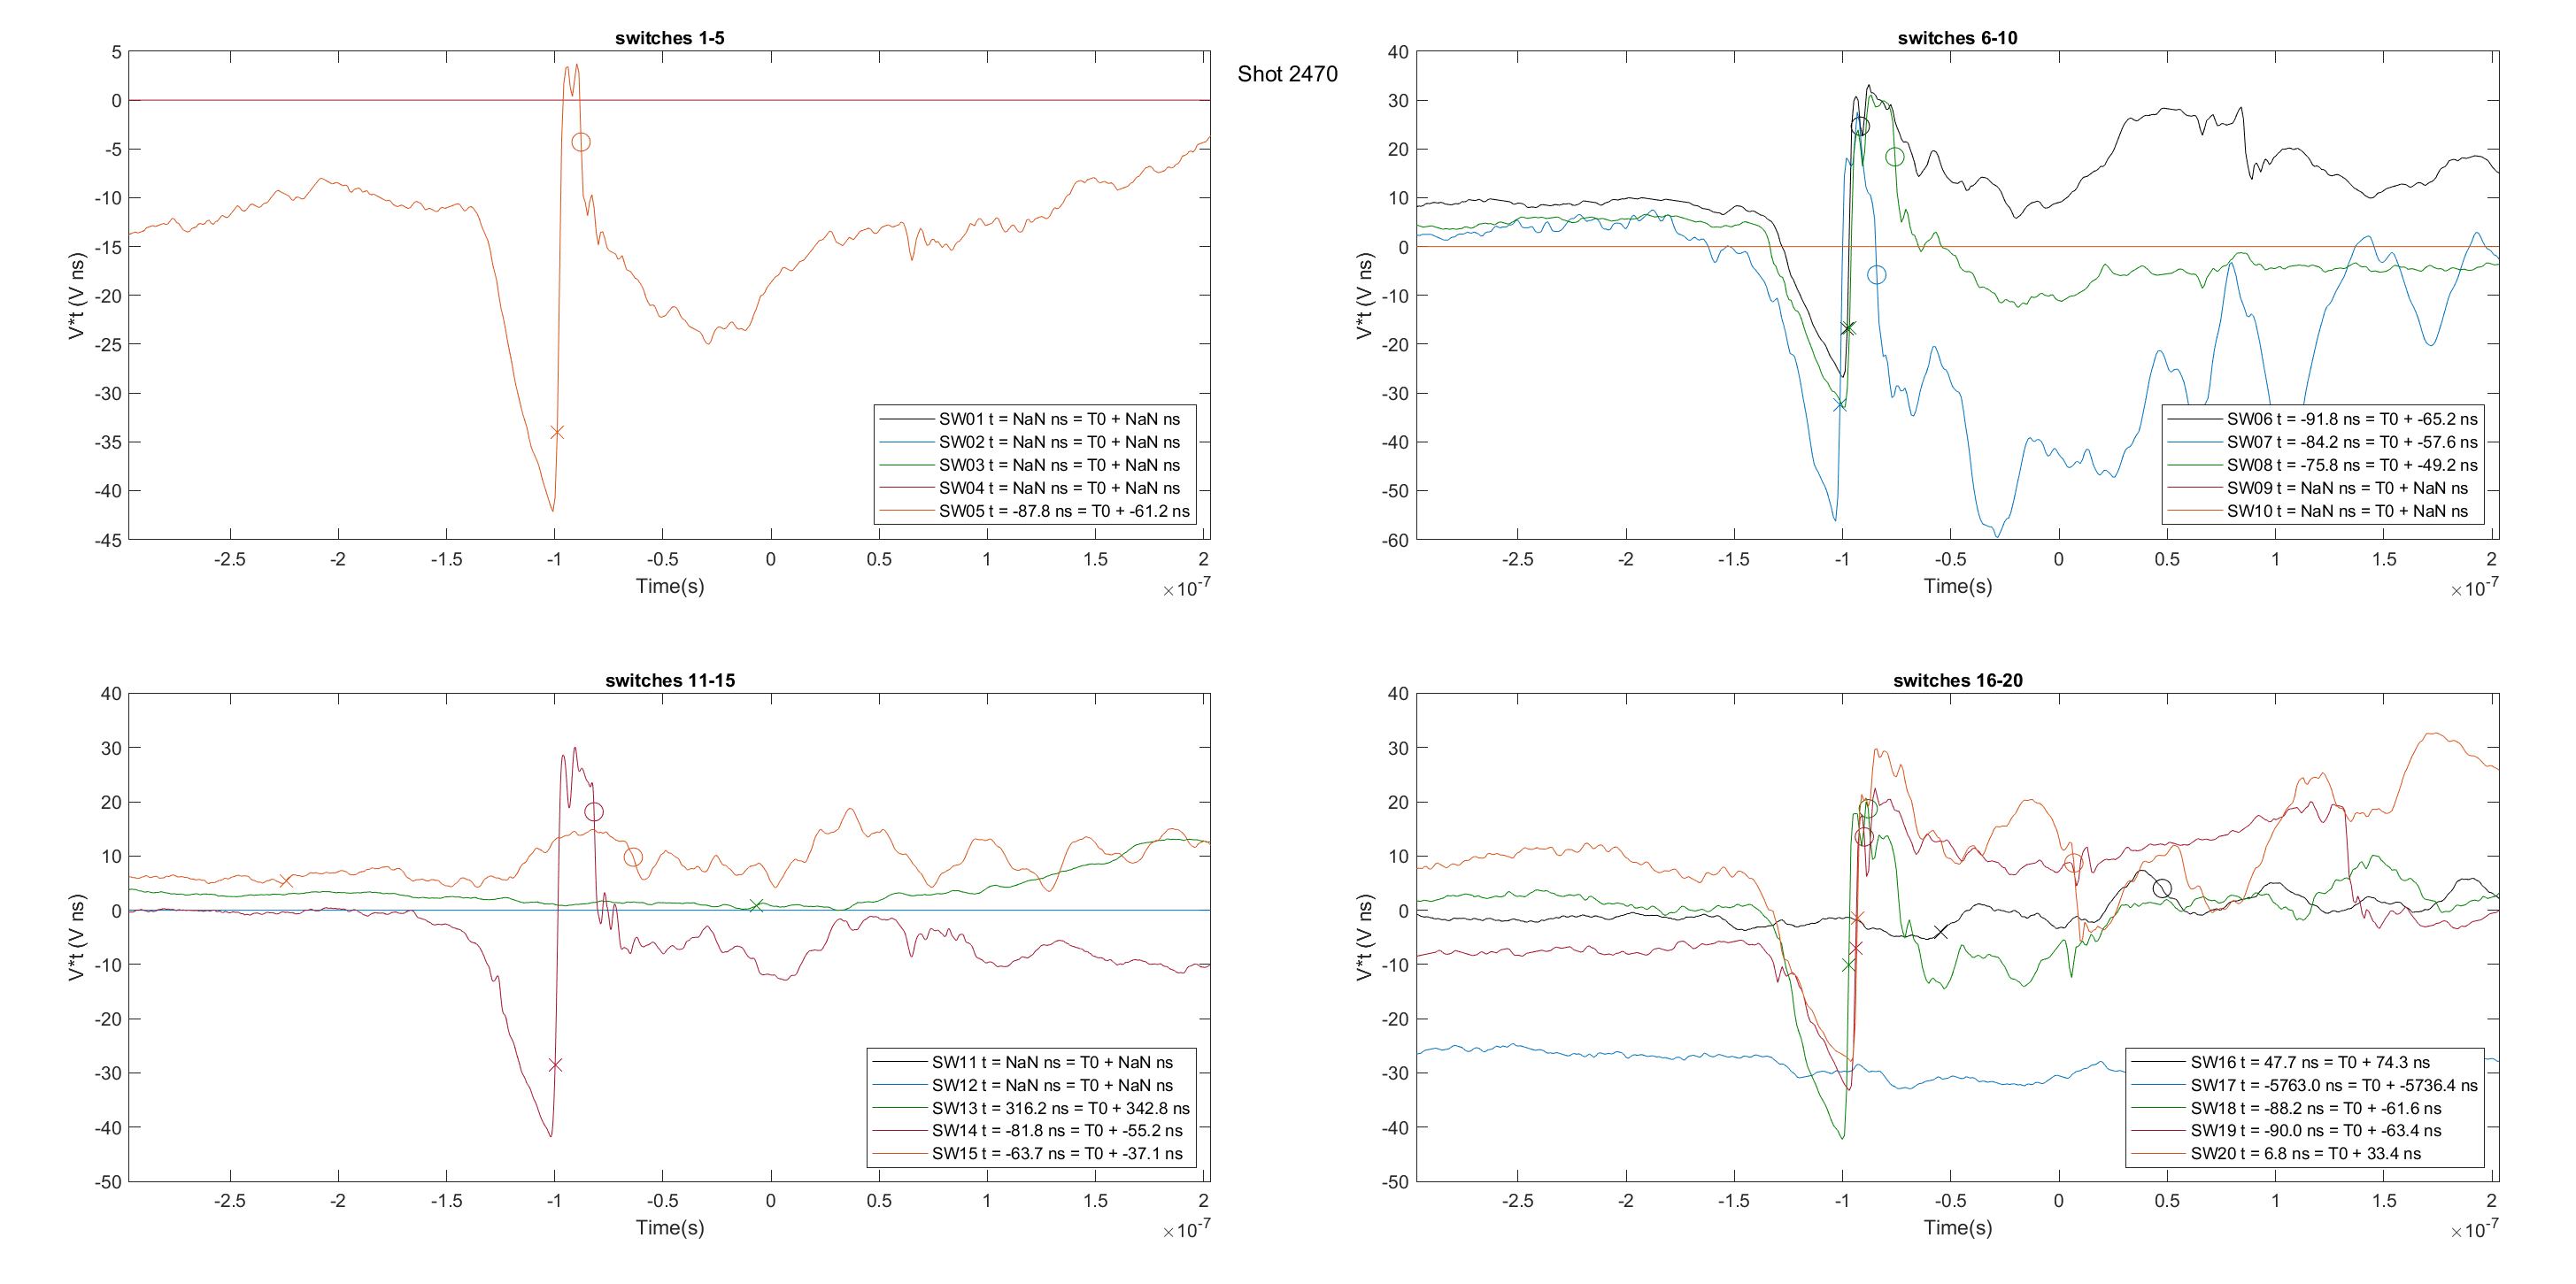 Shot 2470
switches 1-5
5
0
-5
-10
-15
-20
-25
-30
-35
-40
-45
V*t (V ns)
-2.5 -2 -1.5 -1 -0.5 0 0.5 1 1.5 2
Time(s)
×10-7
SW01 t = NaN ns = T0 + NaN ns
SW02 t = NaN ns = T0 + NaN ns
SW03 t = NaN ns = T0 + NaN ns
SW04 t = NaN ns = T0 + NaN ns
SW05 t = -87.8 ns = T0 + -61.2 ns
switches 6-10
40
30
20
10
0
-10
-20
-30
-40
-50
-60
V*t (V ns)
-2.5 -2 -1.5 -1 -0.5 0 0.5 1 1.5 2
Time(s)
×10-7
SW06 t = -91.8 ns = T0 + -65.2 ns
SW07 t = -84.2 ns = T0 + -57.6 ns
SW08 t = -75.8 ns = T0 + -49.2 ns
SW09 t = NaN ns = T0 + NaN ns
SW10 t = NaN ns = T0 + NaN ns
switches 11-15
40
30
20
10
0
-10
-20
-30
-40
-50
V*t (V ns)
-2.5 -2 -1.5 -1 -0.5 0 0.5 1 1.5 2
Time(s)
×10-7
SW11 t = NaN ns = T0 + NaN ns
SW12 t = NaN ns = T0 + NaN ns
SW13 t = 316.2 ns = T0 + 342.8 ns
SW14 t = -81.8 ns = T0 + -55.2 ns
SW15 t = -63.7 ns = T0 + -37.1 ns
switches 16-20
40
30
20
10
0
-10
-20
-30
-40
-50
V*t (V ns)
-2.5 -2 -1.5 -1 -0.5 0 0.5 1 1.5 2
Time(s)
×10-7
SW16 t = 47.7 ns = T0 + 74.3 ns
SW17 t = -5763.0 ns = T0 + -5736.4 ns
SW18 t = -88.2 ns = T0 + -61.6 ns
SW19 t = -90.0 ns = T0 + -63.4 ns
SW20 t = 6.8 ns = T0 + 33.4 ns